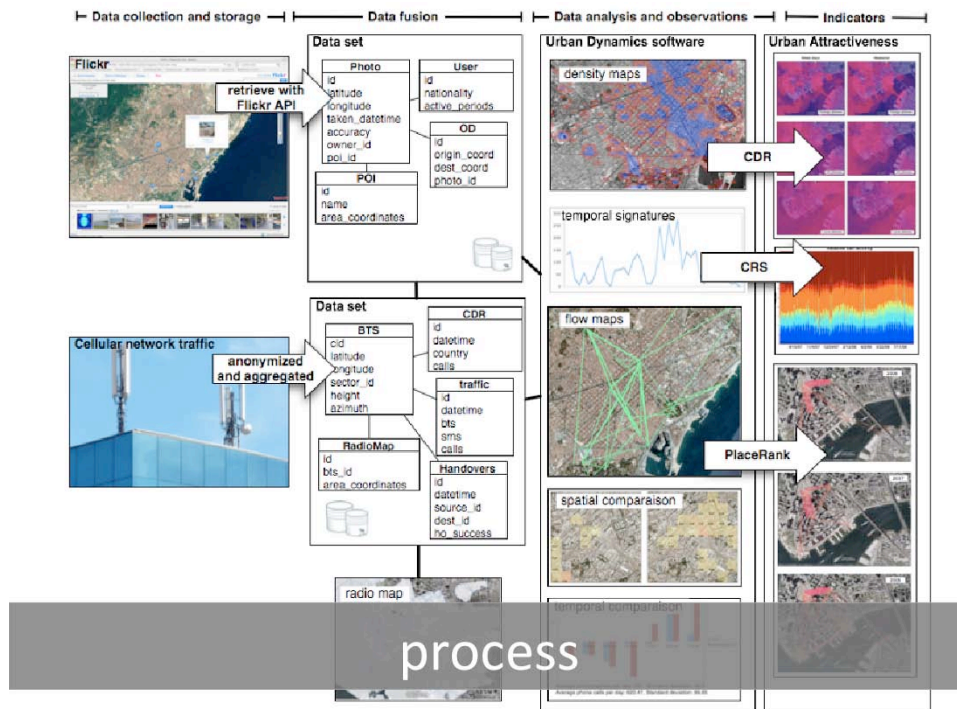 Data collection and storage
Data fusion
Data analysis and observations
Indicators
Flickr
retrieve with
Flickr API
Data set
Photo
id
latitude
longitude
taken_datetime
accuracy
owner_id
poi_id
User
id
nationality
active_periods
OD
id
origin_coord
dest_coord
photo_id
POI
id
name
area_coordinates
Cellular network traffic
anonymized
and aggregated
Data set
BTS
cid
latitude
longitude
sector_id
height
azimuth
CDR
id
datetime
country
calls
traffic
id
datetime
bts
sms
calls
RadioMap
id
bts_id
area_coordinates
Handovers
id
datetime
source_id
dest_id
ho_success
radio map
Urban Dynamics software
density maps
temporal signatures
flow maps
spatial comparaison
temporal comparaison
Urban Attractiveness
CDR
CRS
PlaceRank
process